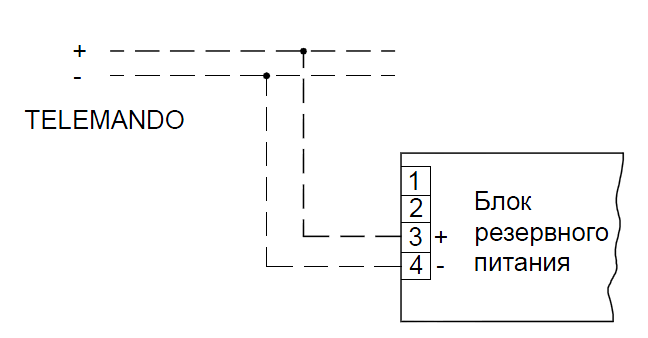 +
-
TELEMANDO
1
2
3 +
4 -
Блок
резервного
питания